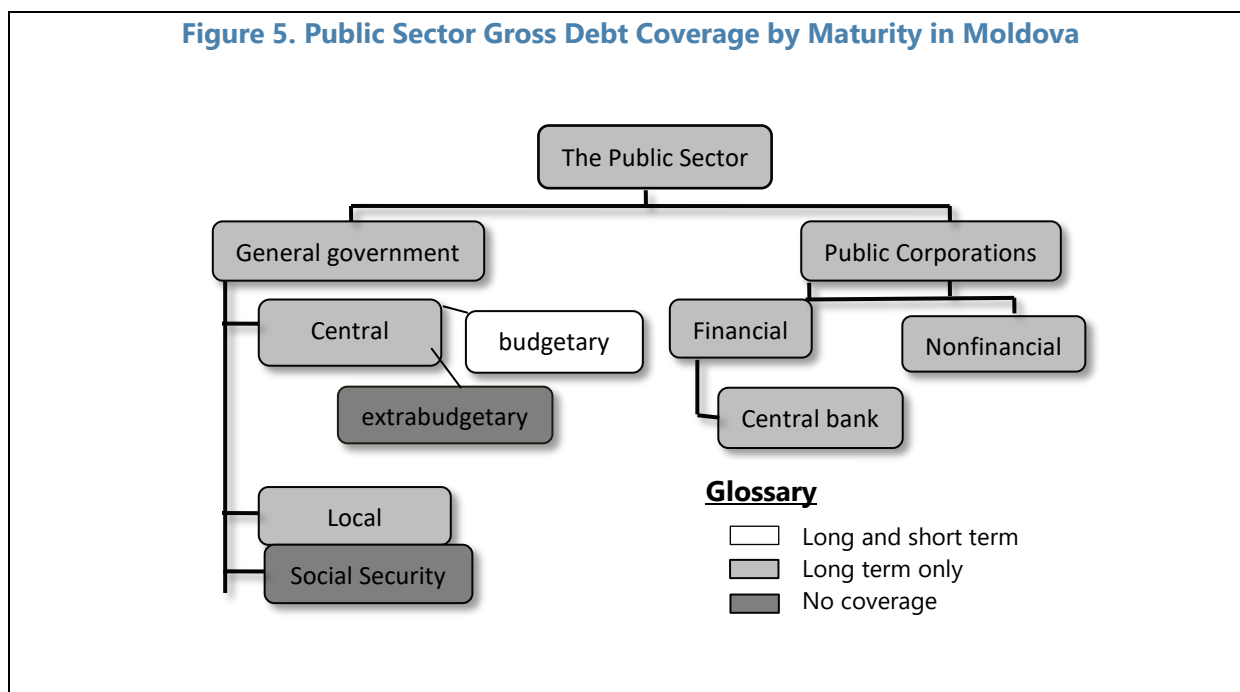 Figure 5. Public Sector Gross Debt Coverage by Maturity in Moldova
The Public Sector
General government
Public Corporations
Central
budgetary
Financial
Nonfinancial
extrabudgetary
Central bank
Glossary
Local
Long and short term
Long term only
Social Security
No coverage